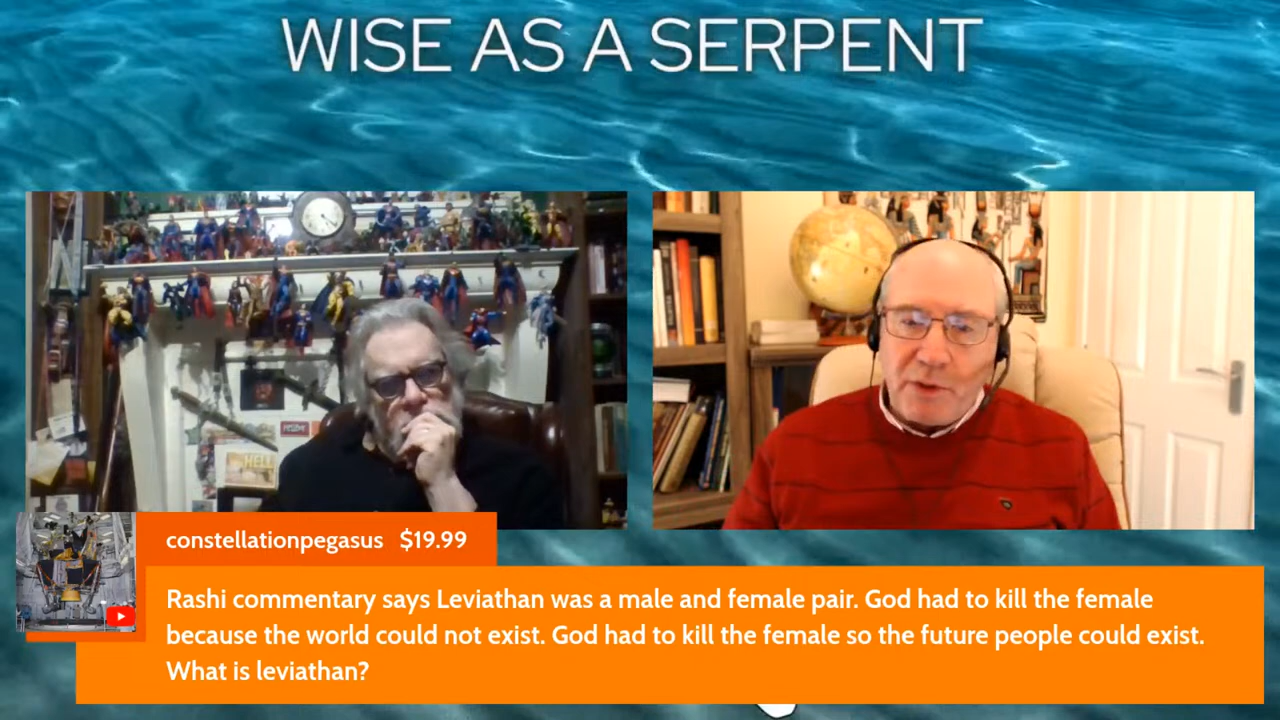 WISE AS A SERPENT
HELL
constellationpegasus $19.99
Rashi commentary says Leviathan was a male and female pair. God had to kill the female
because the world could not exist. God had to kill the female so the future people could exist.
What is leviathan?